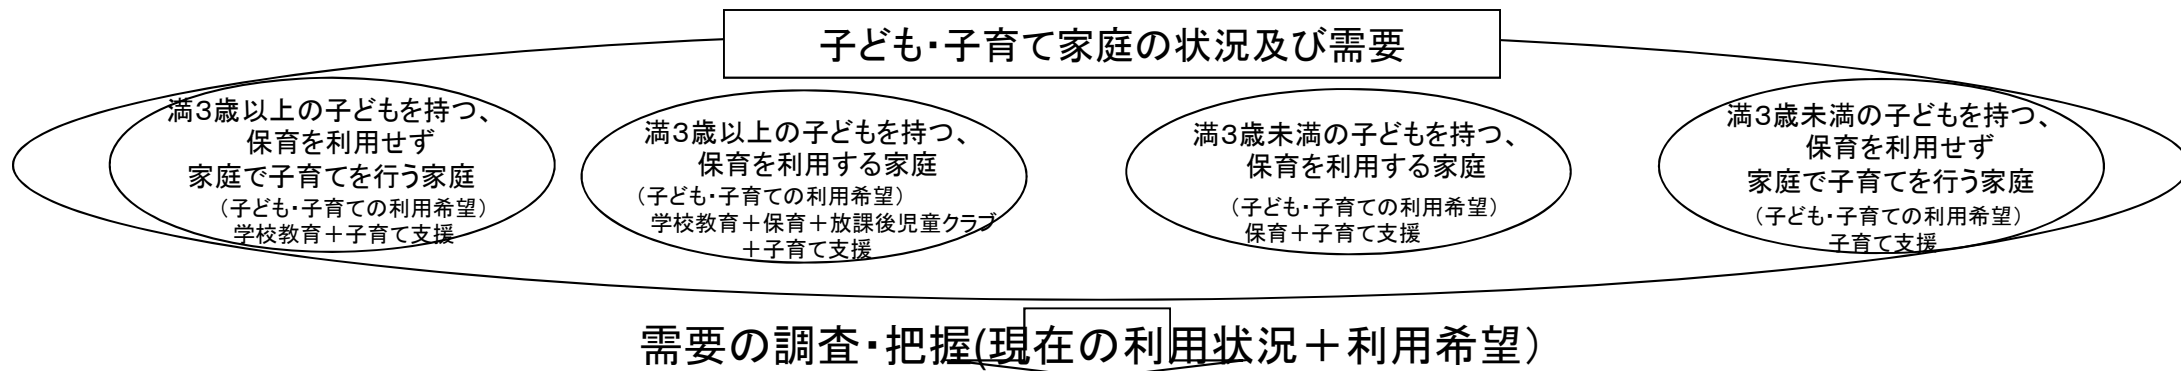 子ども・子育て家庭の状況及び需要
満３歳以上の子どもを持つ、
保育を利用せず
家庭で子育てを行う家庭
（子ども・子育ての利用希望）
学校教育＋子育て支援
満３歳以上の子どもを持つ、
保育を利用する家庭
（子ども・子育ての利用希望）
学校教育＋保育＋放課後児童クラブ
＋子育て支援
満３歳未満の子どもを持つ、
保育を利用する家庭
（子ども・子育ての利用希望）
保育＋子育て支援
満３歳未満の子どもを持つ、
保育を利用せず
家庭で子育てを行う家庭
（子ども・子育ての利用希望）
子育て支援
需要の調査・把握(現在の利用状況＋利用希望）